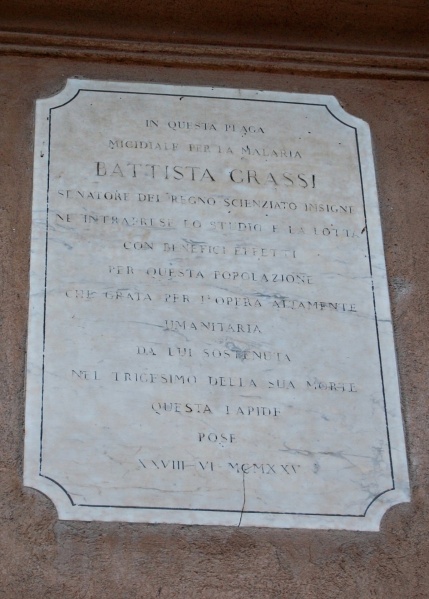 IN QUESTA PLAGA
MICIDIALE PER LA MALARIA
BATTISTA GRASSI
SENATORE DEL REGNO SCIENZIATO INSIGNE
NE INTRAPRESE LO STUDIO E LA LOTTA
CON BENEFICI EFFETTI
PER QUESTA POPOLAZIONE
CHE GRATA PER L'OPERA ALTAMENTE
UMANITARIA
DA LUI SOSTENUTA
NEL TRIGESIMO DELLA SUA MORTE
QUESTA LAPIDE
POSE
XXVIII-VI MCMXXV